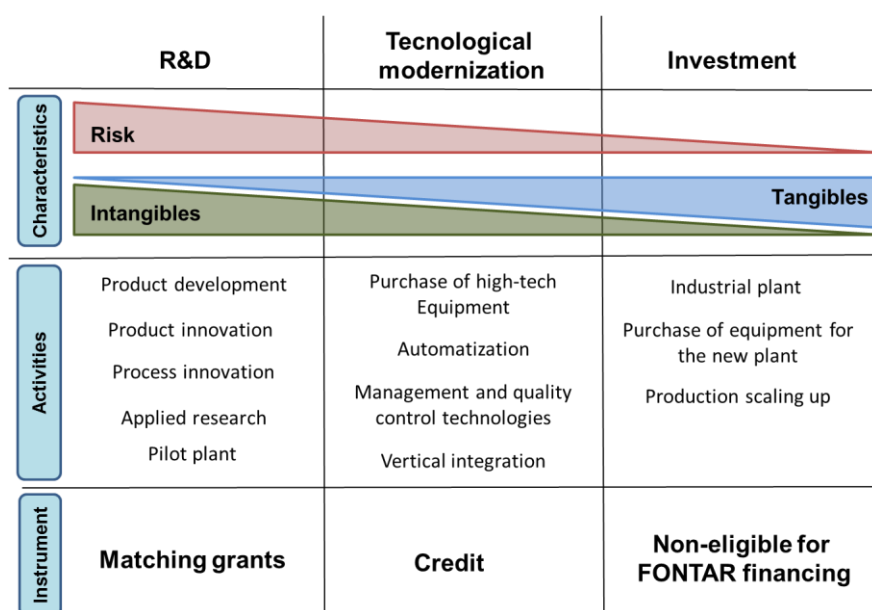 R&D
Tecnological
modernization
Investment
Characteristics
Risk
Tangibles
Intangibles
Activities
Product development
Product innovation
Process innovation
Applied research
Pilot plant
Purchase of high-tech
Equipment
Automatization
Management and quality
control technologies
Vertical integration
Industrial plant
Purchase of equipment for
the new plant
Production scaling up
Instrument
Matching grants
Credit
Non-eligible for
FONTAR financing